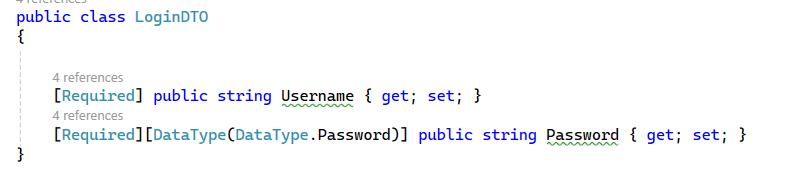 4 references
public class LoginDTO
{
4 references
[Required] public string Username { get; set; }
4 references
[Required][DataType(DataType.Password)] public string Password { get; set; }
}